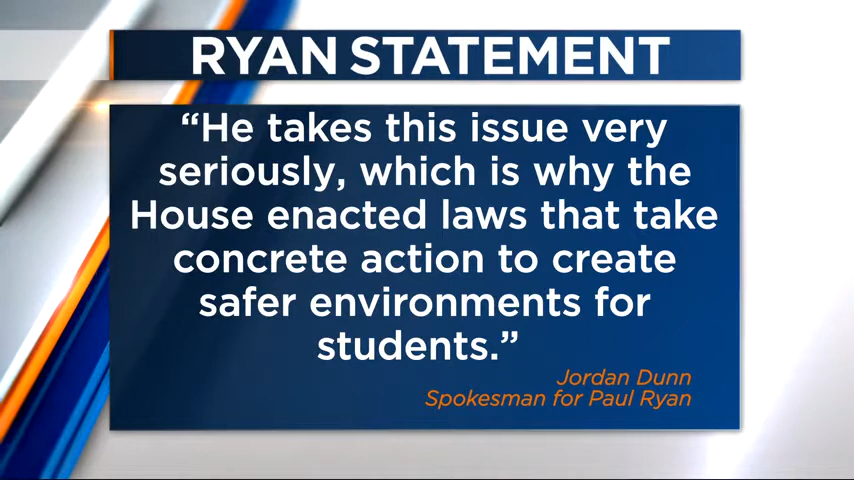 RYAN STATEMENT
“He takes this issue very
seriously, which is why the
House enacted laws that take
concrete action to create
safer environments for
students.”
Jordan Dunn
Spokesman for Paul Ryan